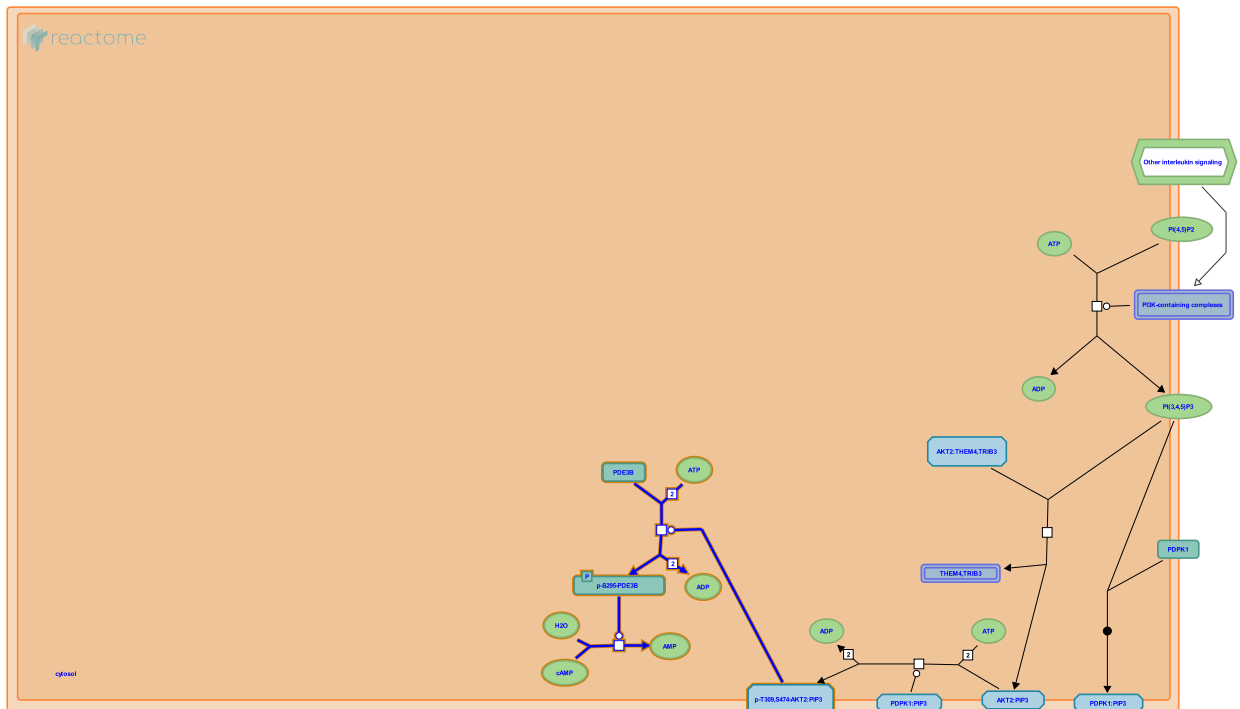 reactome
Other interleukin signaling
PI(4,5)P2
ATP
PI3K-containing complexes
ADP
PI(3,4,5)P3
AKT2:THEM4,TRIB3
PDE3B
ATP
2
PDPK1
2
THEM4,TRIB3
P
p-S295-PDE3B
ADP
H2O
ADP
ATP
AMP
2
2
cAMP
cytosol
p-T309,S474-AKT2:PIP3
PDPK1:PIP3
AKT2:PIP3
PDPK1:PIP3